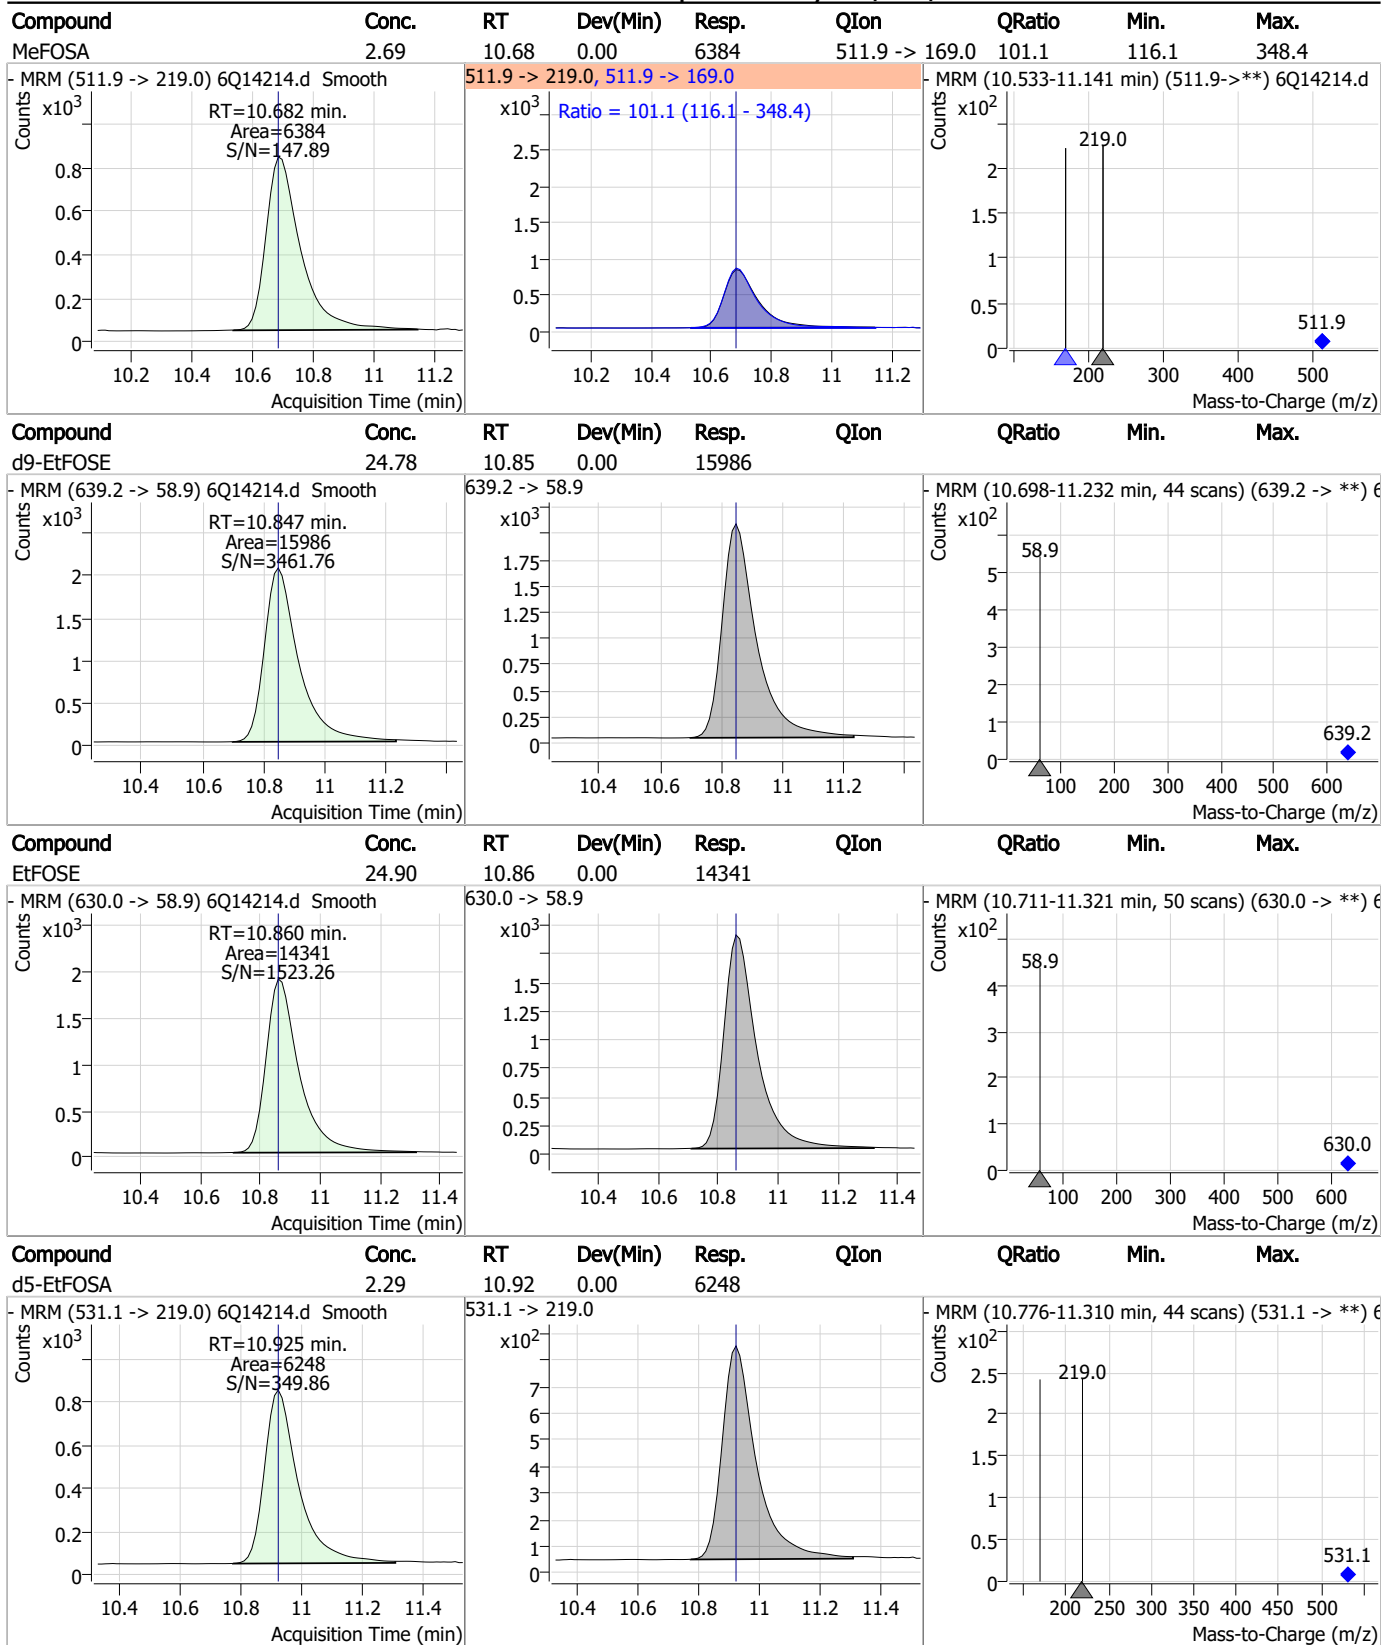 Compound Conc. RT Dev(Min) Resp. QIon QRatio Min. Max.
MeFOSA 2.69 10.68 0.00 6384 511.9 -> 169.0 101.1 116.1 348.4
- MRM (511.9 -> 219.0) 6Q14214.d Smooth
Counts
x10³
RT=10.682 min.
Area=6384
S/N=147.89
0.8
0.6
0.4
0.2
0
10.2 10.4 10.6 10.8 11 11.2
Acquisition Time (min)
511.9 -> 219.0, 511.9 -> 169.0
x10³
Ratio = 101.1 (116.1 - 348.4)
2.5
2
1.5
1
0.5
0
10.2 10.4 10.6 10.8 11 11.2
- MRM (10.533-11.141 min) (511.9->**) 6Q14214.d
Counts
x10²
219.0
2
1.5
1
0.5
0
511.9
200 300 400 500
Mass-to-Charge (m/z)
Compound Conc. RT Dev(Min) Resp. QIon QRatio Min. Max.
d9-EtFOSE 24.78 10.85 0.00 15986
- MRM (639.2 -> 58.9) 6Q14214.d Smooth
Counts
x10³
RT=10.847 min.
Area=15986
S/N=3461.76
2
1.5
1
0.5
0
10.4 10.6 10.8 11 11.2
Acquisition Time (min)
639.2 -> 58.9
x10³
1.75
1.5
1.25
1
0.75
0.5
0.25
0
10.4 10.6 10.8 11 11.2
- MRM (10.698-11.232 min, 44 scans) (639.2 -> **) 6
Counts
x10²
58.9
5
4
3
2
1
0
639.2
100 200 300 400 500 600
Mass-to-Charge (m/z)
Compound Conc. RT Dev(Min) Resp. QIon QRatio Min. Max.
EtFOSE 24.90 10.86 0.00 14341
- MRM (630.0 -> 58.9) 6Q14214.d Smooth
Counts
x10³
RT=10.860 min.
Area=14341
S/N=1523.26
2
1.5
1
0.5
0
10.4 10.6 10.8 11 11.2 11.4
Acquisition Time (min)
630.0 -> 58.9
x10³
1.5
1.25
1
0.75
0.5
0.25
0
10.4 10.6 10.8 11 11.2 11.4
- MRM (10.711-11.321 min, 50 scans) (630.0 -> **) 6
Counts
x10²
58.9
4
3
2
1
0
630.0
100 200 300 400 500 600
Mass-to-Charge (m/z)
Compound Conc. RT Dev(Min) Resp. QIon QRatio Min. Max.
d5-EtFOSA 2.29 10.92 0.00 6248
- MRM (531.1 -> 219.0) 6Q14214.d Smooth
Counts
x10³
RT=10.925 min.
Area=6248
S/N=349.86
0.8
0.6
0.4
0.2
0
10.4 10.6 10.8 11 11.2 11.4
Acquisition Time (min)
531.1 -> 219.0
x10²
7
6
5
4
3
2
1
0
10.4 10.6 10.8 11 11.2 11.4
- MRM (10.776-11.310 min, 44 scans) (531.1 -> **) 6
Counts
x10²
219.0
2.5
2
1.5
1
0.5
0
531.1
200 250 300 350 400 450 500
Mass-to-Charge (m/z)